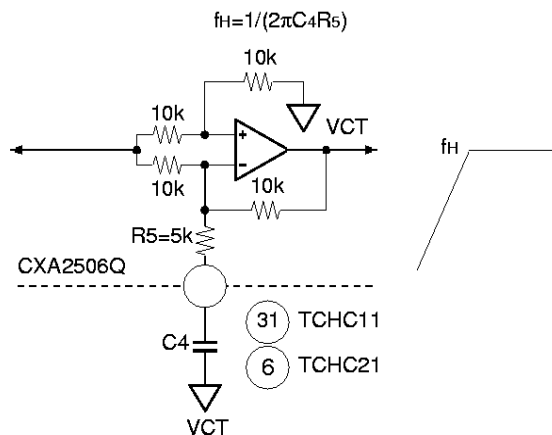 fH=1/(2πC4R5)
10k
10k
VCT
fH
+
−
10k
10k
R5=5k
CXA2506Q
31 TCHC11
C4
6 TCHC21
VCT